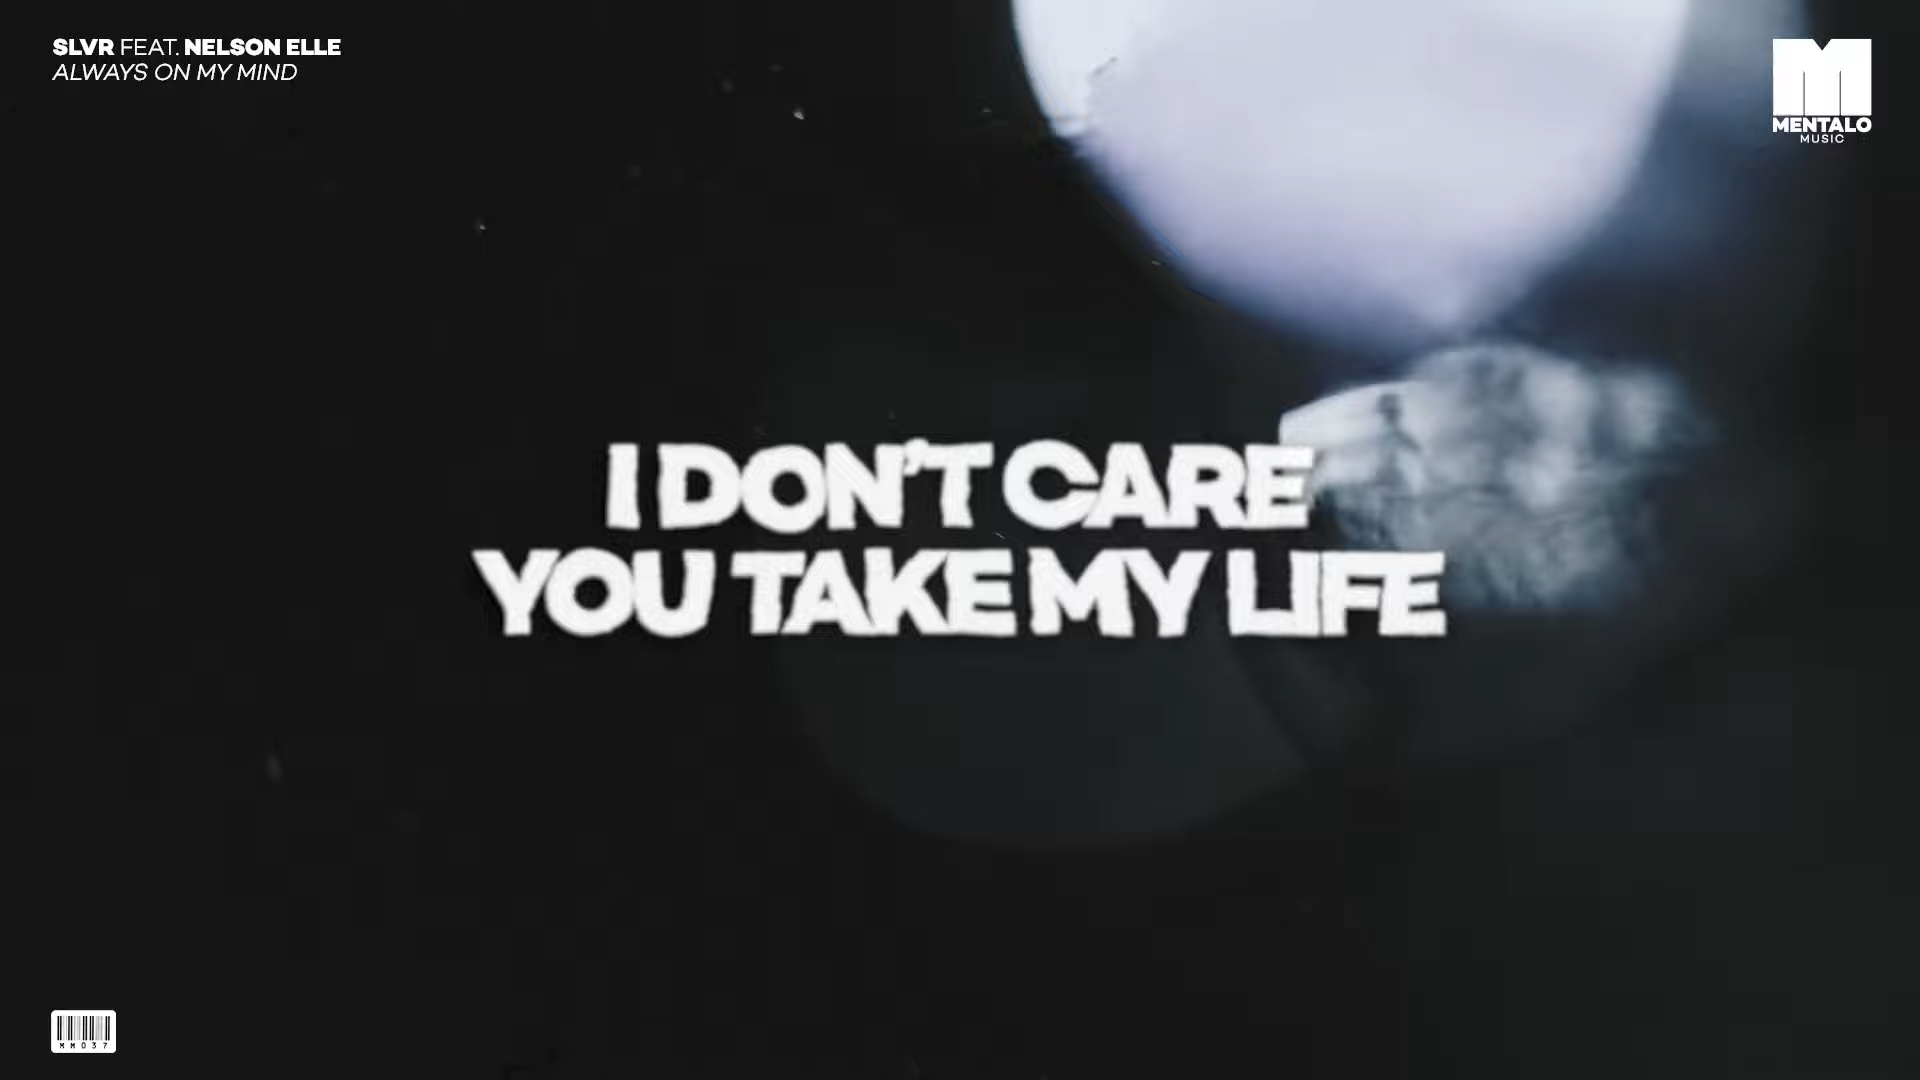 SLVR FEAT. NELSON ELLE
ALWAYS ON MY MIND
MENTALO
MUSIC
I DON'T CARE
YOU TAKE MY LIFE
MM037